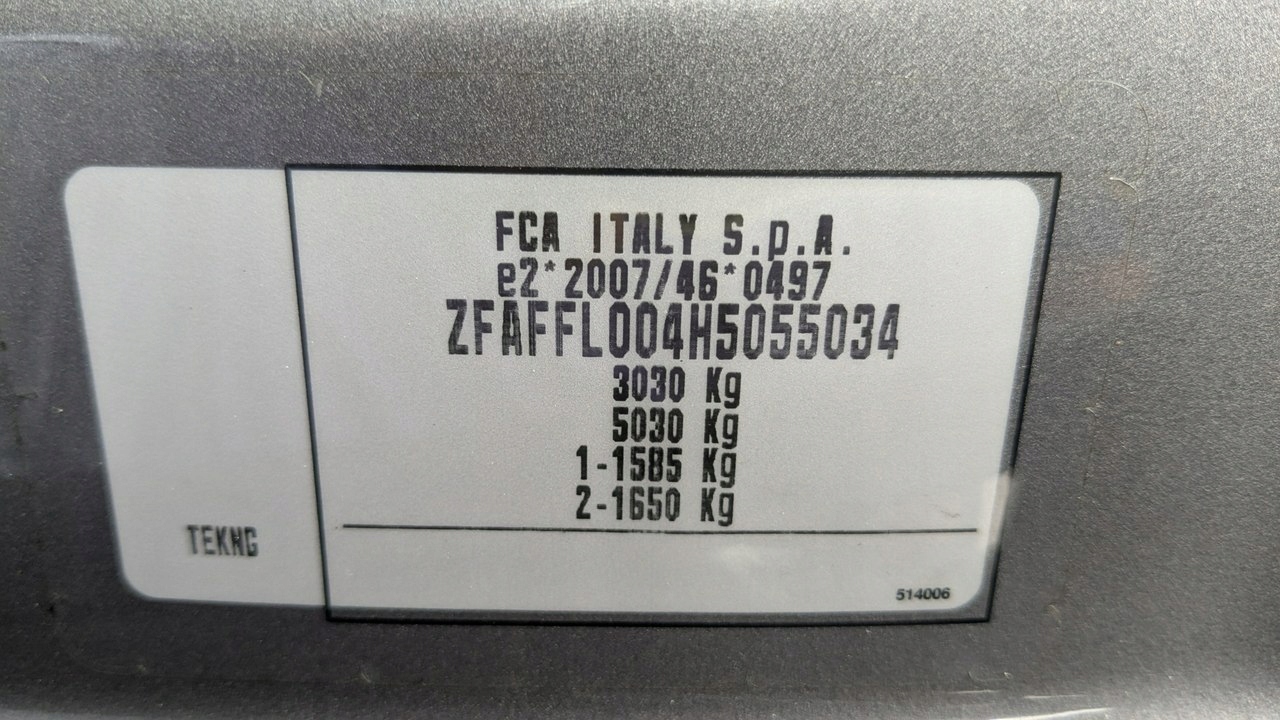 FCA ITALY S.p.A.
e2*2007/46*0497
ZFAFFL004H5055034
3030 Kg
5030 Kg
1-1585 Kg
2-1650 Kg
TEKNG
514006